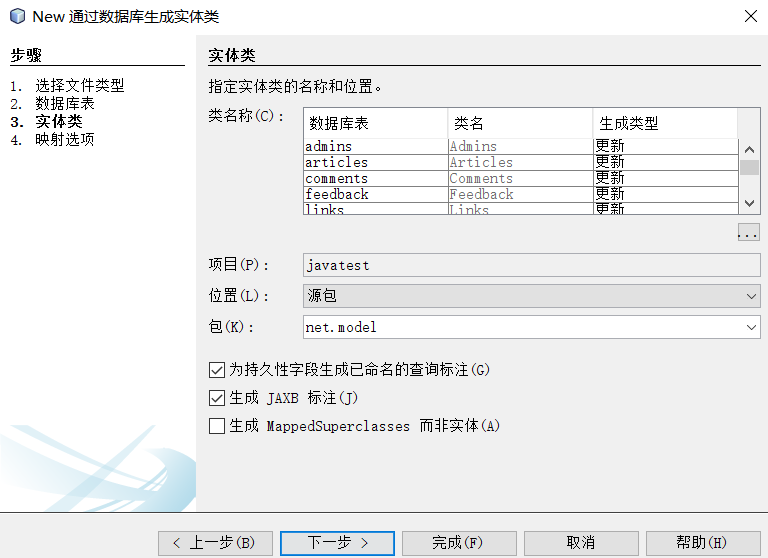 New 通过数据库生成实体类
步骤
1. 选择文件类型
2. 数据库表
3. 实体类
4. 映射选项
实体类
指定实体类的名称和位置。
类名称(C):
数据库表 类名 生成类型
admins Admins 更新
articles Articles 更新
comments Comments 更新
feedback Feedback 更新
links Links 更新
...
项目(P): javatest
位置(L): 源包
包(K): net.model
为持久性字段生成已命名的查询标注(G)
生成 JAXB 标注(J)
生成 MappedSuperclasses 而非实体(A)
< 上一步(B) 下一步 > 完成(F) 取消 帮助(H)